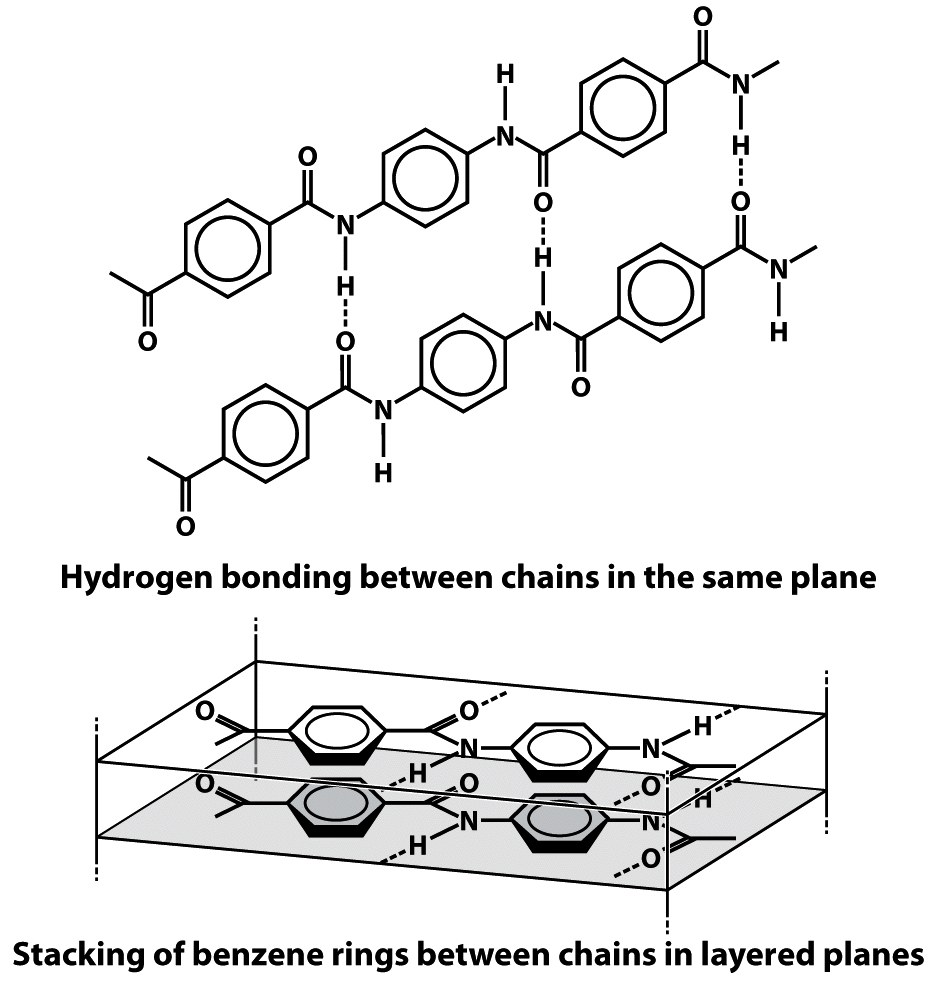 O
H
O
N
N
H
H
O
O
N
H
H
O
N
O
N
H
O
O
N
H
O
Hydrogen bonding between chains in the same plane
O
O
H
N
N
H
O
O
O
H
N
N
H
O
Stacking of benzene rings between chains in layered planes